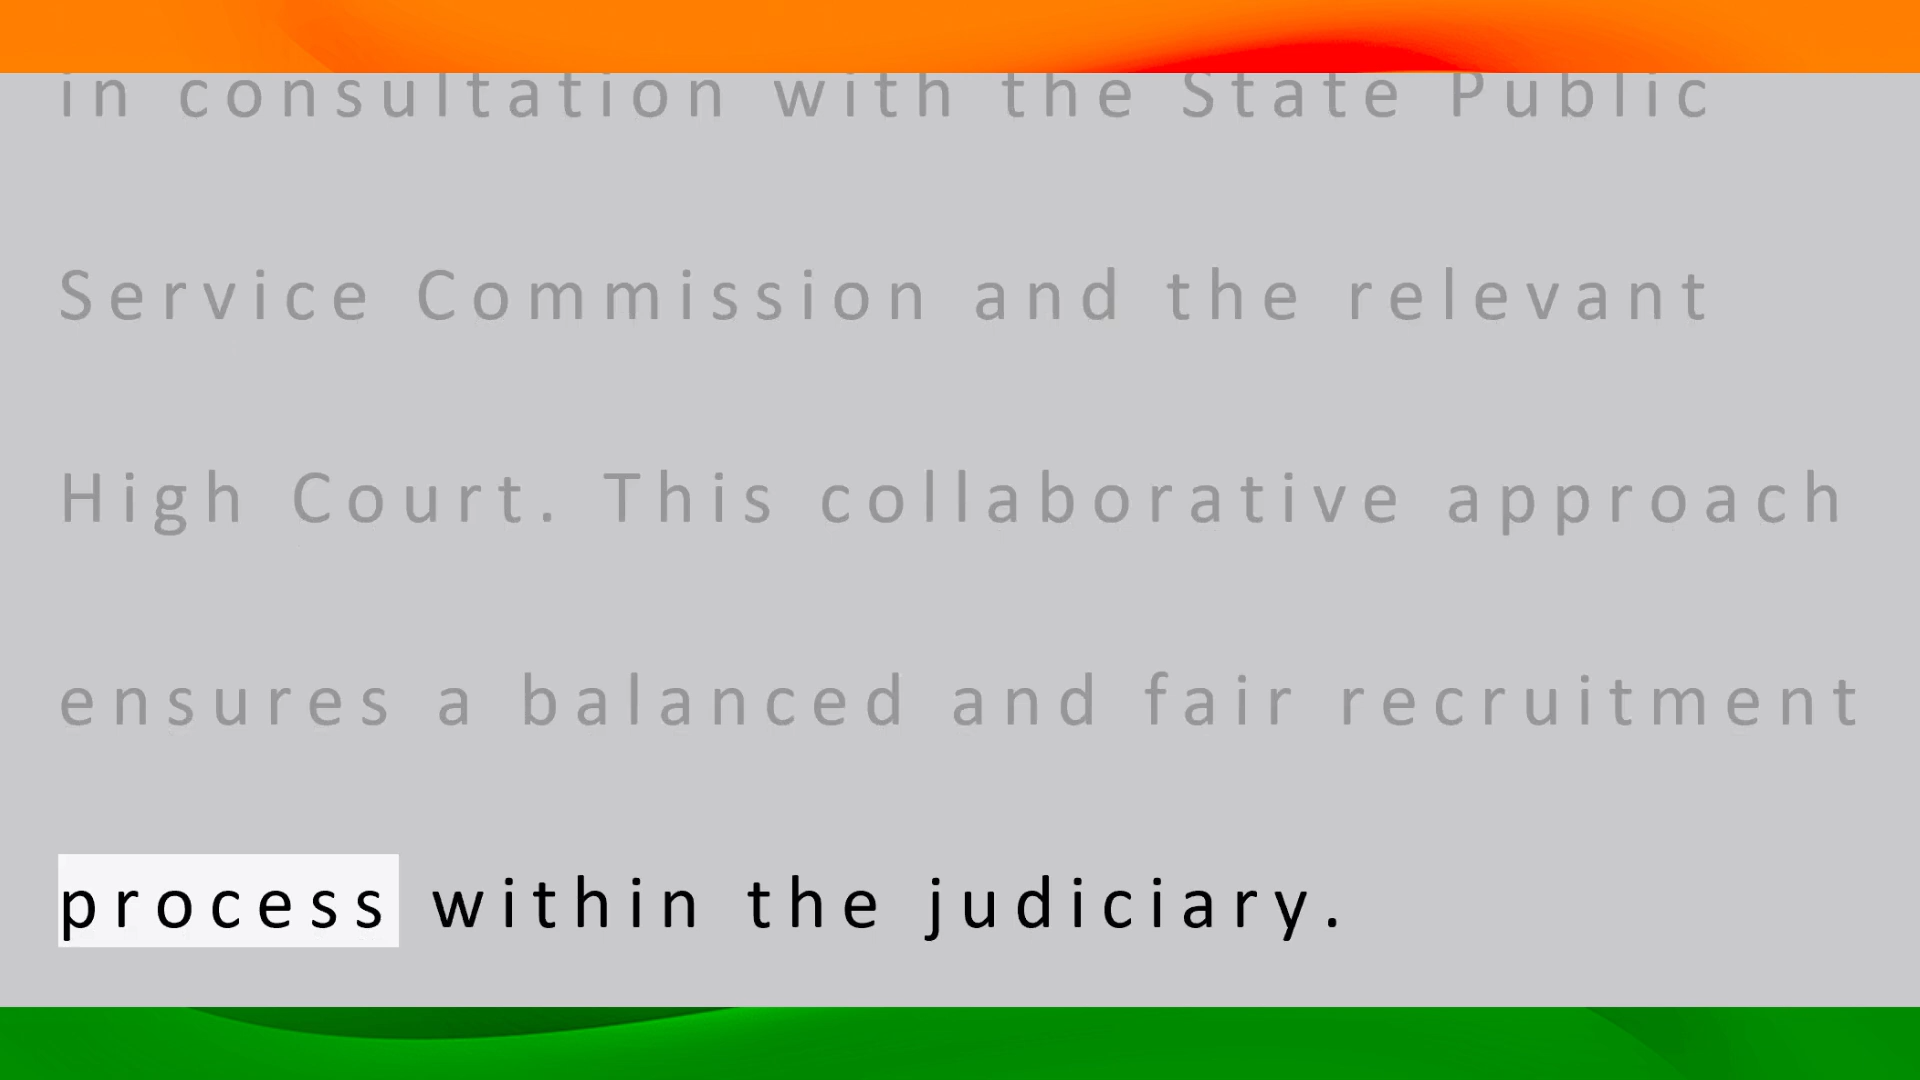 in consultation with the State Public
Service Commission and the relevant
High Court. This collaborative approach
ensures a balanced and fair recruitment
process within the judiciary.